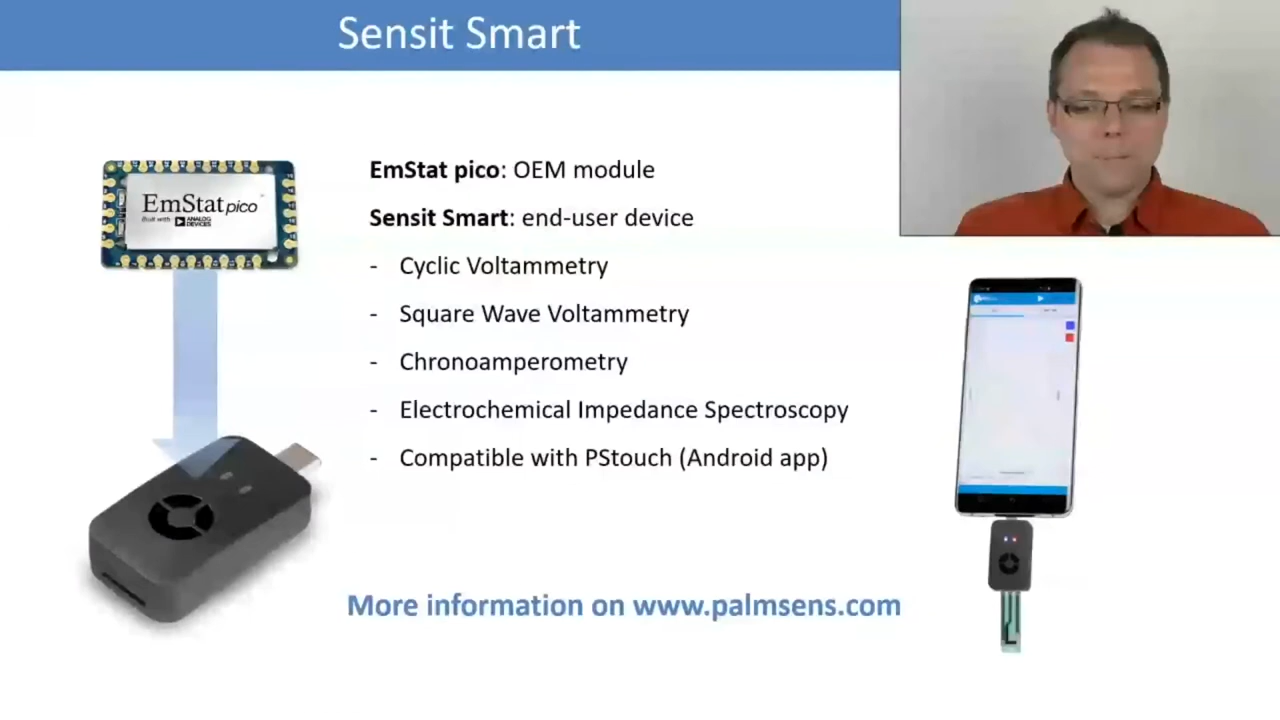 Sensit Smart
EmStat pico: OEM module
Sensit Smart: end-user device
- Cyclic Voltammetry
- Square Wave Voltammetry
- Chronoamperometry
- Electrochemical Impedance Spectroscopy
- Compatible with PStouch (Android app)
EmStat pico
Built with ANALOG
DEVICES
More information on www.palmsens.com